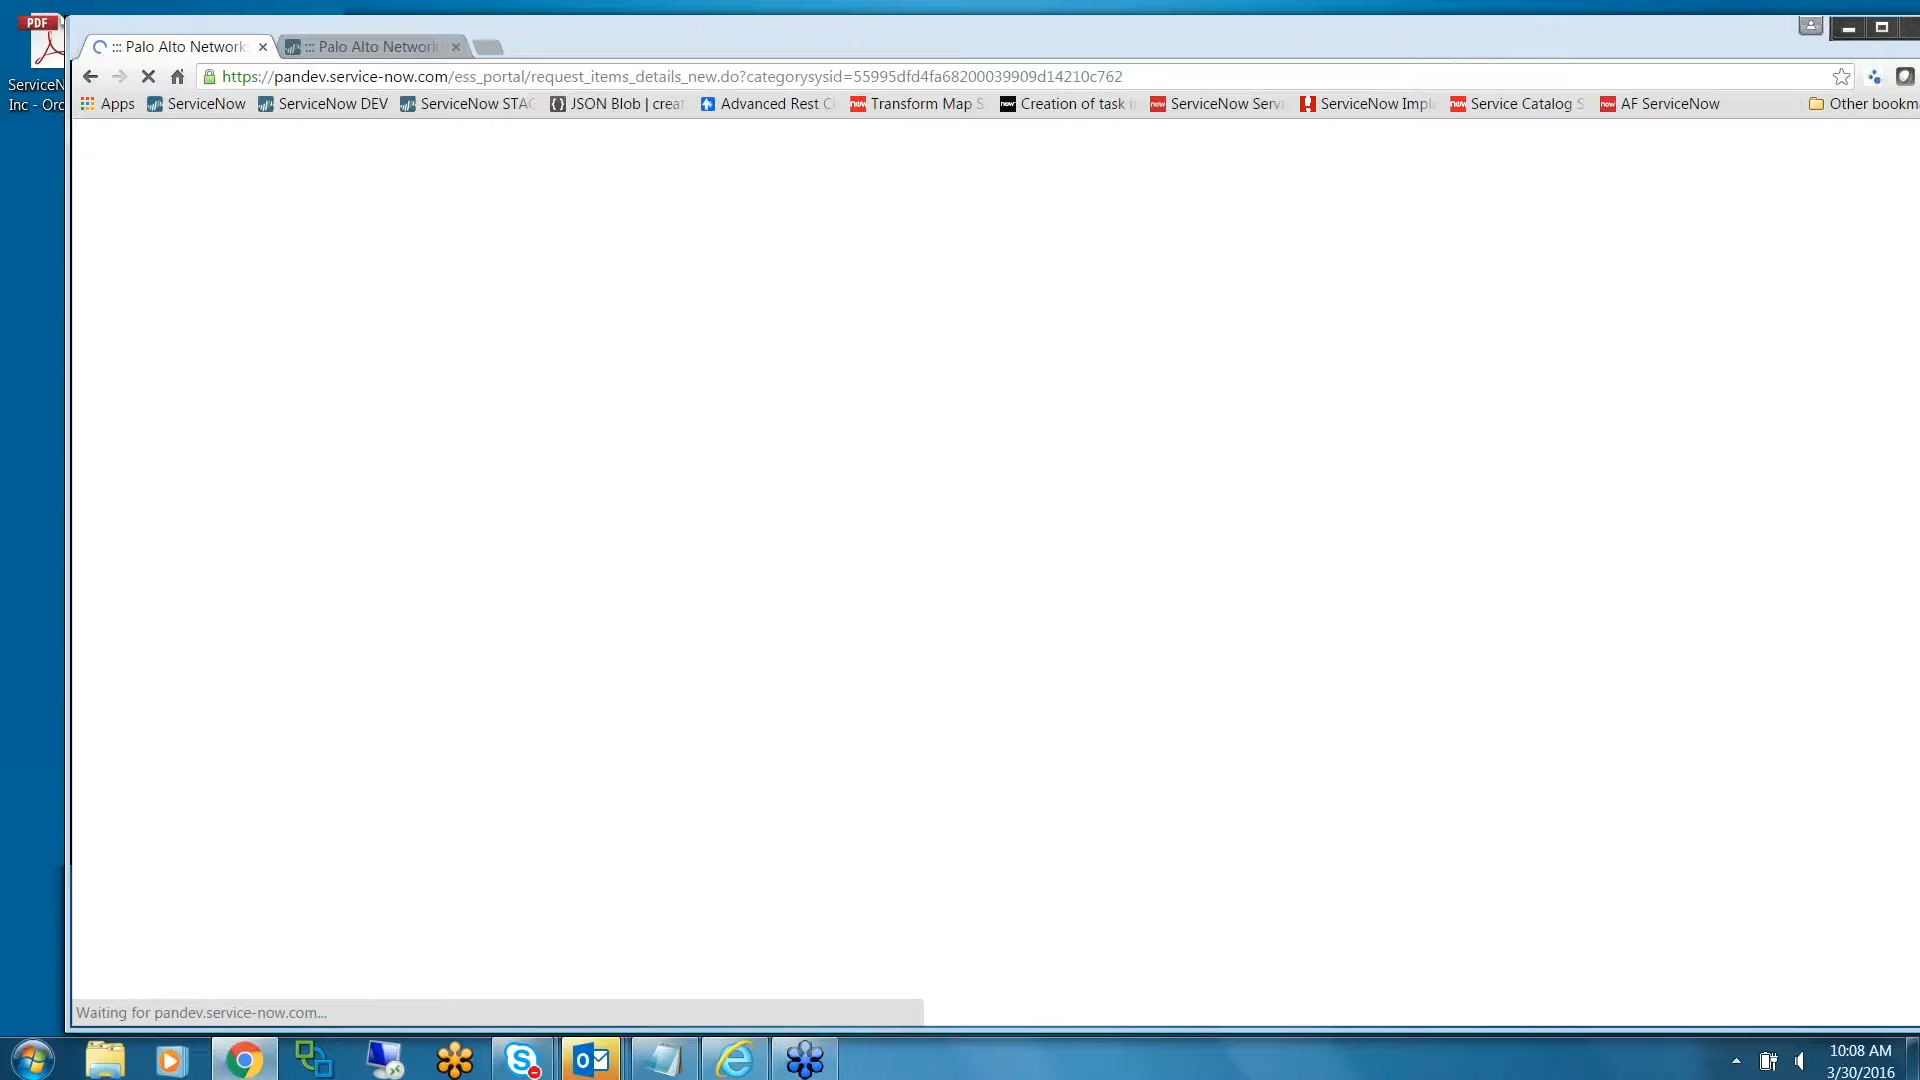 PDF
ServiceN
Inc - Ord
::: Palo Alto Network
::: Palo Alto Network
https://pandev.service-now.com/ess_portal/request_items_details_new.do?categorysysid=55995dfd4fa68200039909d14210c762
Apps ServiceNow ServiceNow DEV ServiceNow STAG JSON Blob | creat Advanced Rest C Transform Map S Creation of task i ServiceNow Servi ServiceNow Impl Service Catalog S AF ServiceNow Other bookm
Waiting for pandev.service-now.com...
10:08 AM
3/30/2016